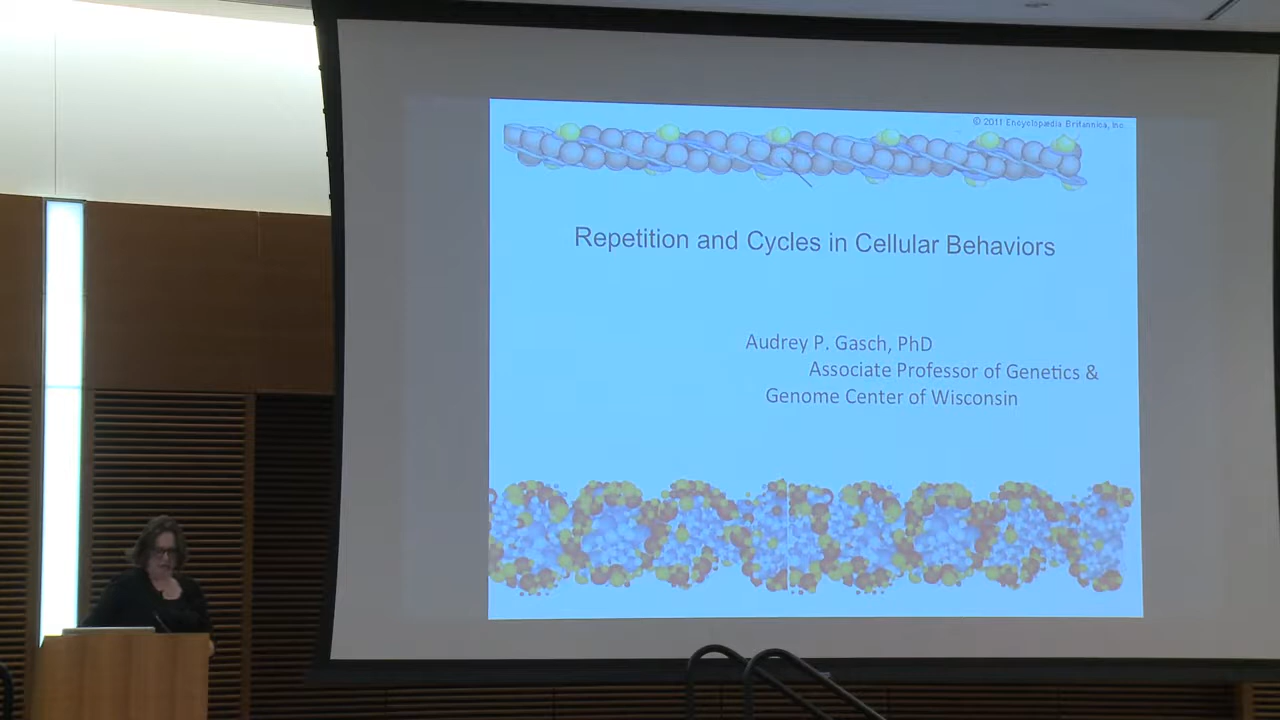 © 2011 Encyclopædia Britannica, Inc
Repetition and Cycles in Cellular Behaviors
Audrey P. Gasch, PhD
Associate Professor of Genetics &
Genome Center of Wisconsin